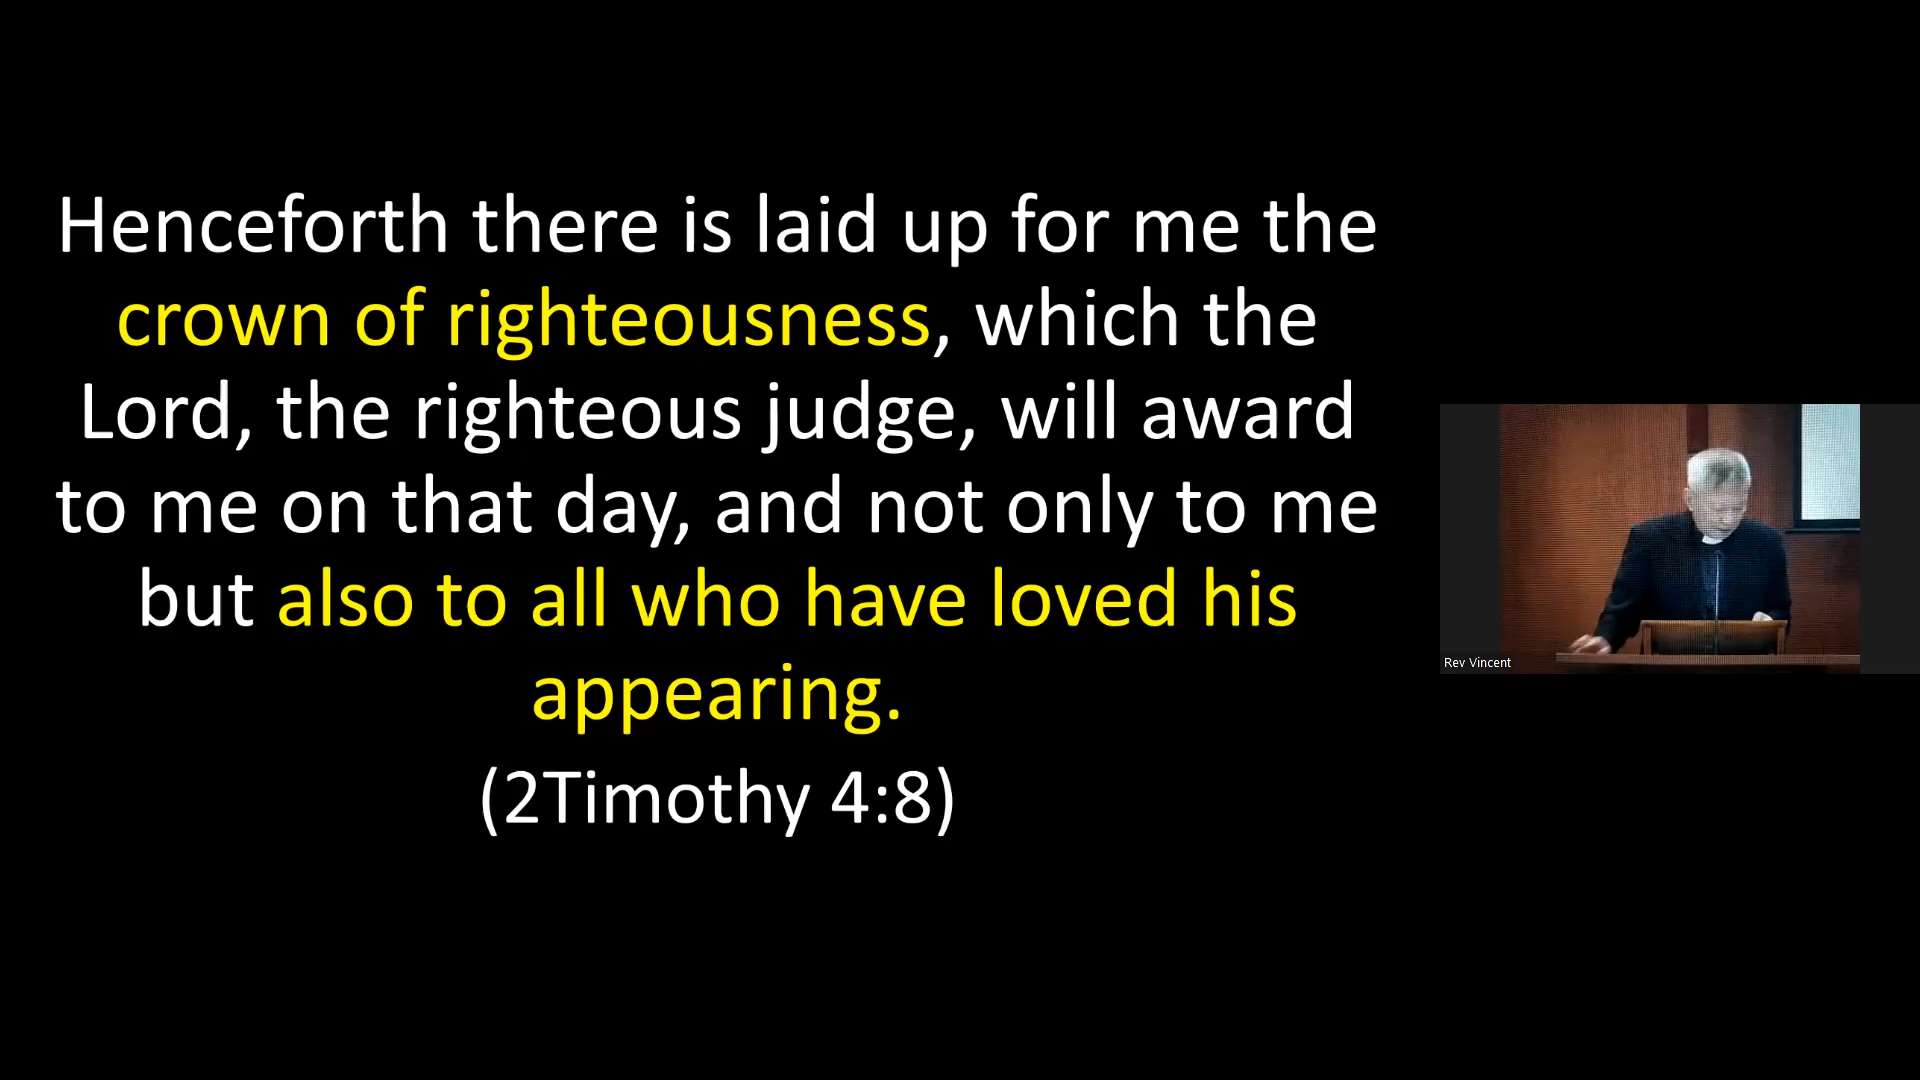 Henceforth there is laid up for me the
crown of righteousness, which the
Lord, the righteous judge, will award
to me on that day, and not only to me
but also to all who have loved his
appearing.
(2Timothy 4:8)
Rev Vincent